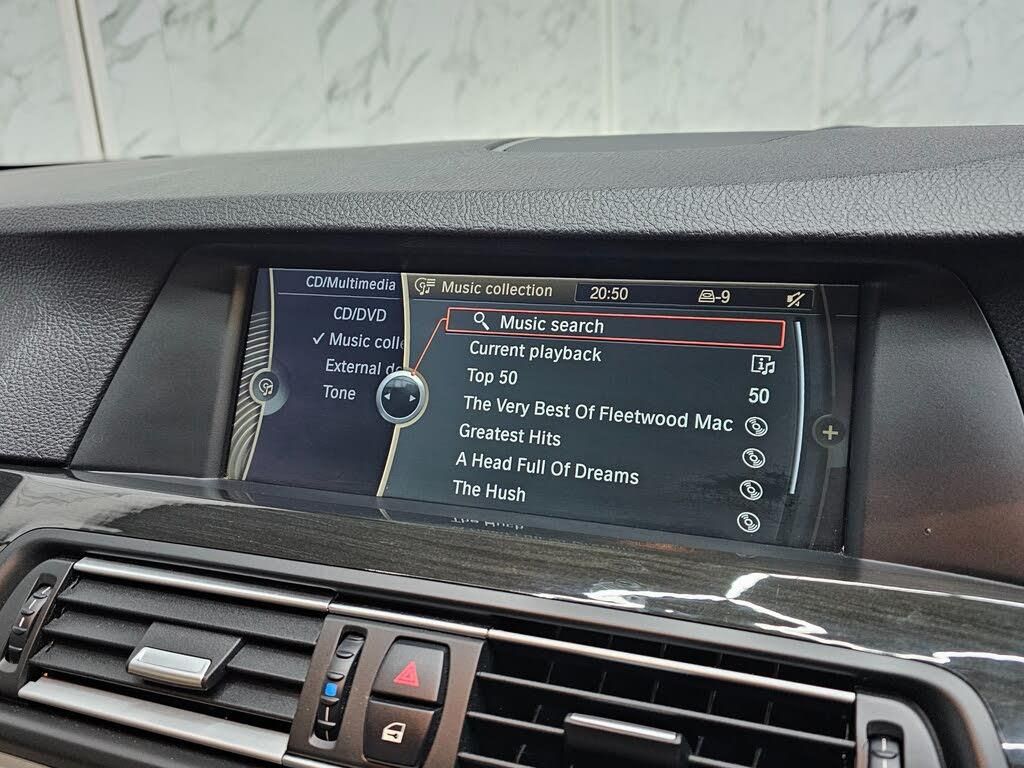 CD/Multimedia
CD/DVD
Music colle
External de
Tone
Music collection
20:50
-9
Music search
Current playback
Top 50
50
The Very Best Of Fleetwood Mac
Greatest Hits
A Head Full Of Dreams
The Hush